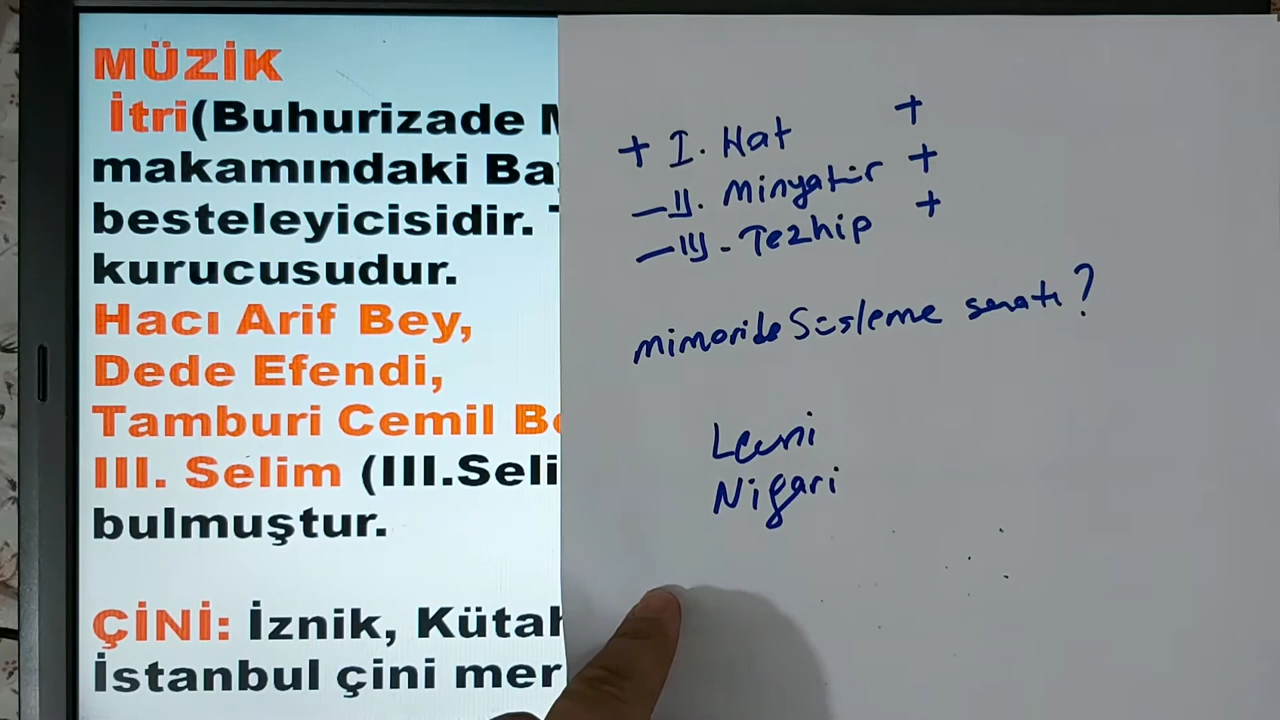 MÜZİK
İtri(Buhurizade
makamındaki
besteleyicisidir.
kurucusudur.
Hacı Arif Bey,
Dede Efendi,
Tamburi Cemil
III. Selim (III.Seli
bulmuştur.
ÇİNİ: İznik, Kütah
İstanbul çini mer
+ I. Hat +
- II. Minyatür +
- III. Tezhip +
mimaride Süsleme sanatı?
Levni
Nigari